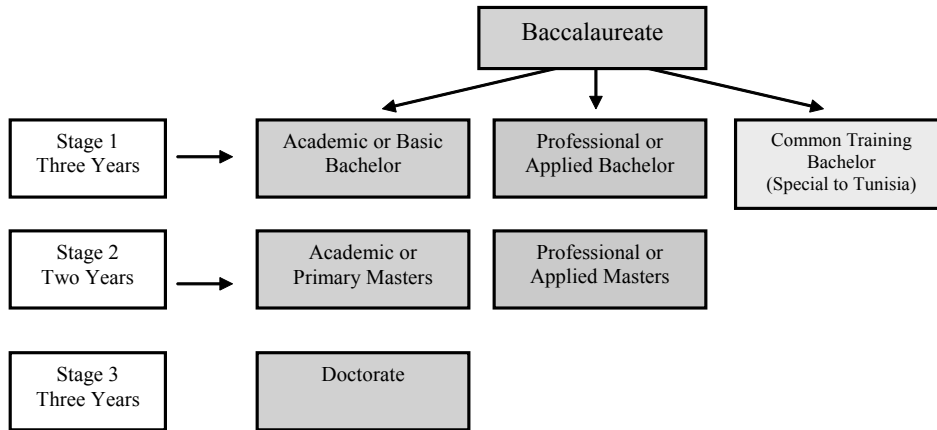 Baccalaureate
Stage 1
Three Years
Academic or Basic
Bachelor
Professional or
Applied Bachelor
Common Training
Bachelor
(Special to Tunisia)
Stage 2
Two Years
Academic or
Primary Masters
Professional or
Applied Masters
Stage 3
Three Years
Doctorate